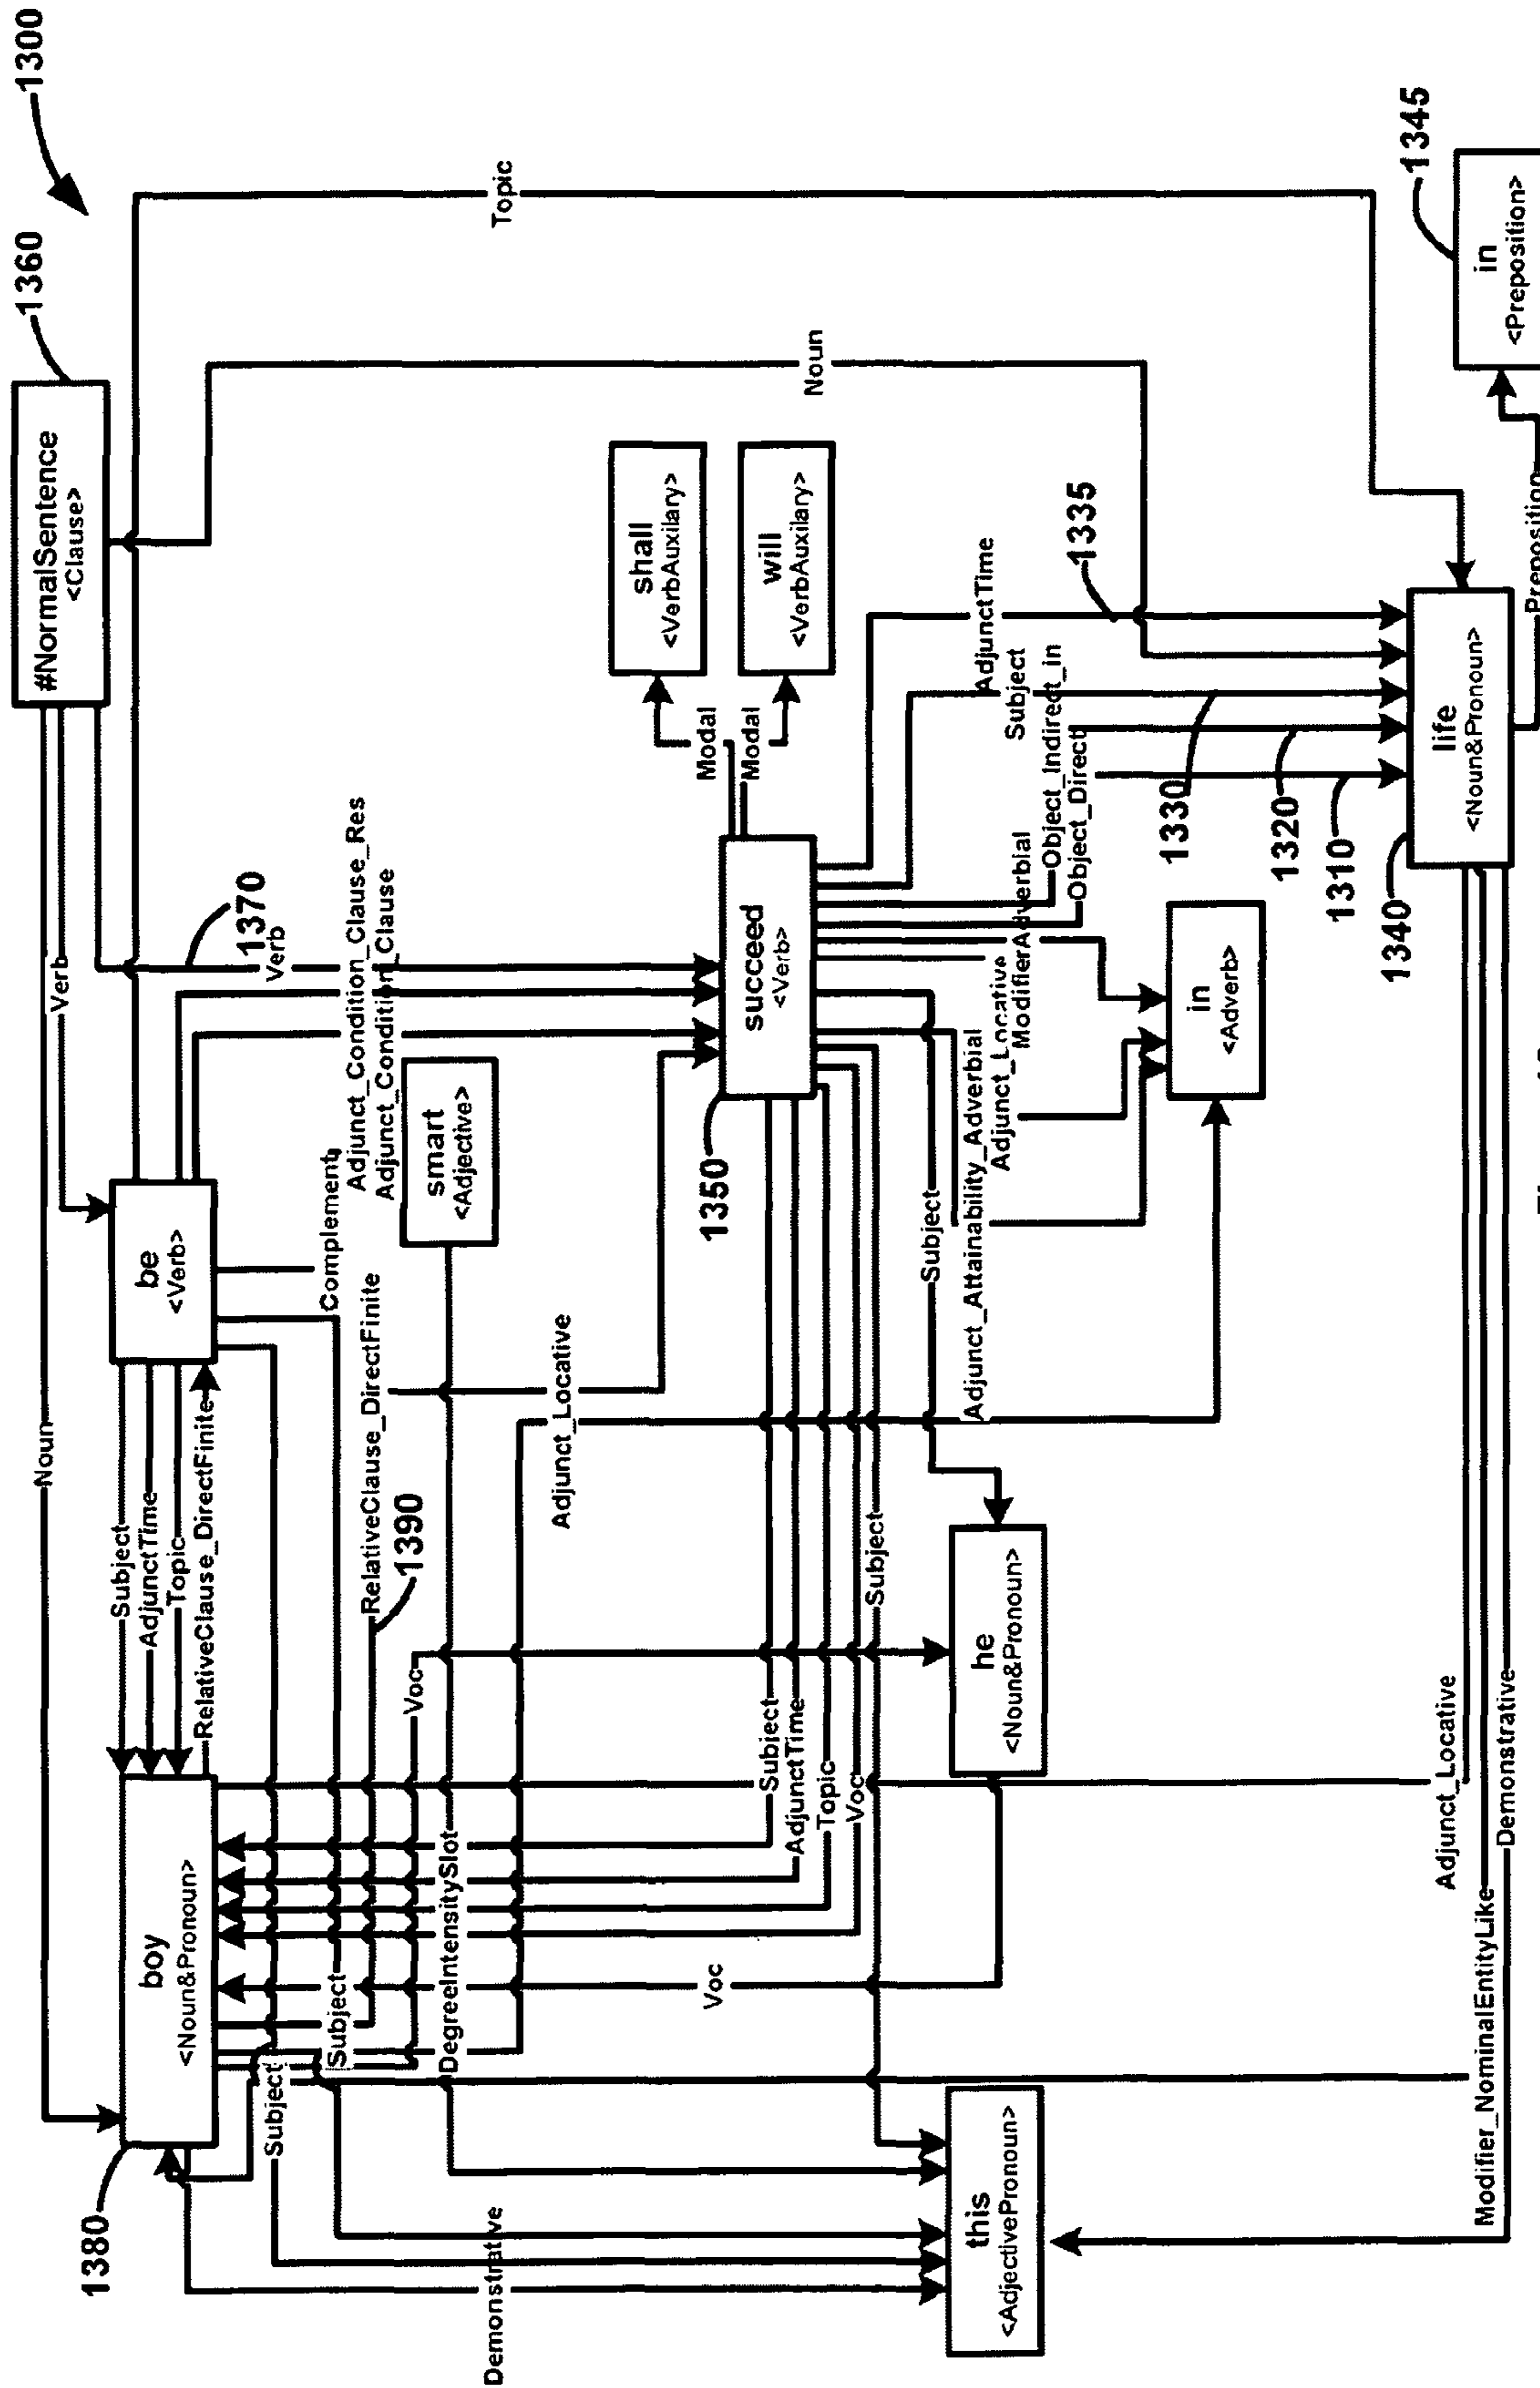 1300
1360
#NormalSentence
<Clause>
Topic
Noun
Verb
Noun
be
<Verb>
Subject
AdjunctTime
Topic
RelativeClause_DirectFinite
boy
<Noun&Pronoun>
1380
1370
Verb
Adjunct_Condition_Clause_Res
Adjunct_Condition_Clause
Complement
smart
<Adjective>
RelativeClause_DirectFinite
1390
Adjunct_Locative
Voc
DegreeIntensitySlot
Subject
Subject
Demonstrative
shall
<VerbAuxilary>
will
<VerbAuxilary>
Modal
Modal
succeed
<Verb>
1350
Subject
AdjunctTime
Topic
Voc
Voc
Subject
Subject
AdjunctTime
Subject
Object_Indirect_in
Object_Direct
ModifierAdverbial
Adjunct_Locative
Adjunct_Attainability_Adverbial
in
<Adverb>
he
<Noun&Pronoun>
this
<AdjectivePronoun>
1335
1330
1320
1310
1340
life
<Noun&Pronoun>
1345
in
<Preposition>
Preposition
Adjunct_Locative
Modifier_NominalEntityLike
Demonstrative